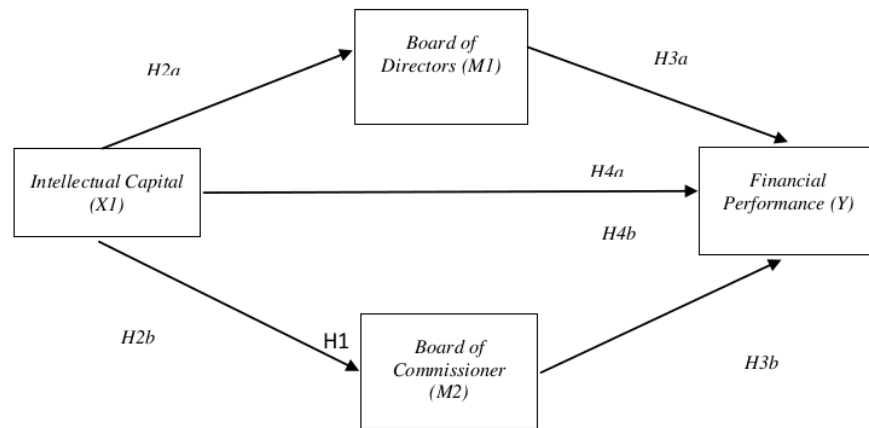 Board of
Directors (M1)
H2a
H3a
Intellectual Capital
(X1)
H4a
Financial
Performance (Y)
H4b
H2b
H1
Board of
Commissioner
(M2)
H3b